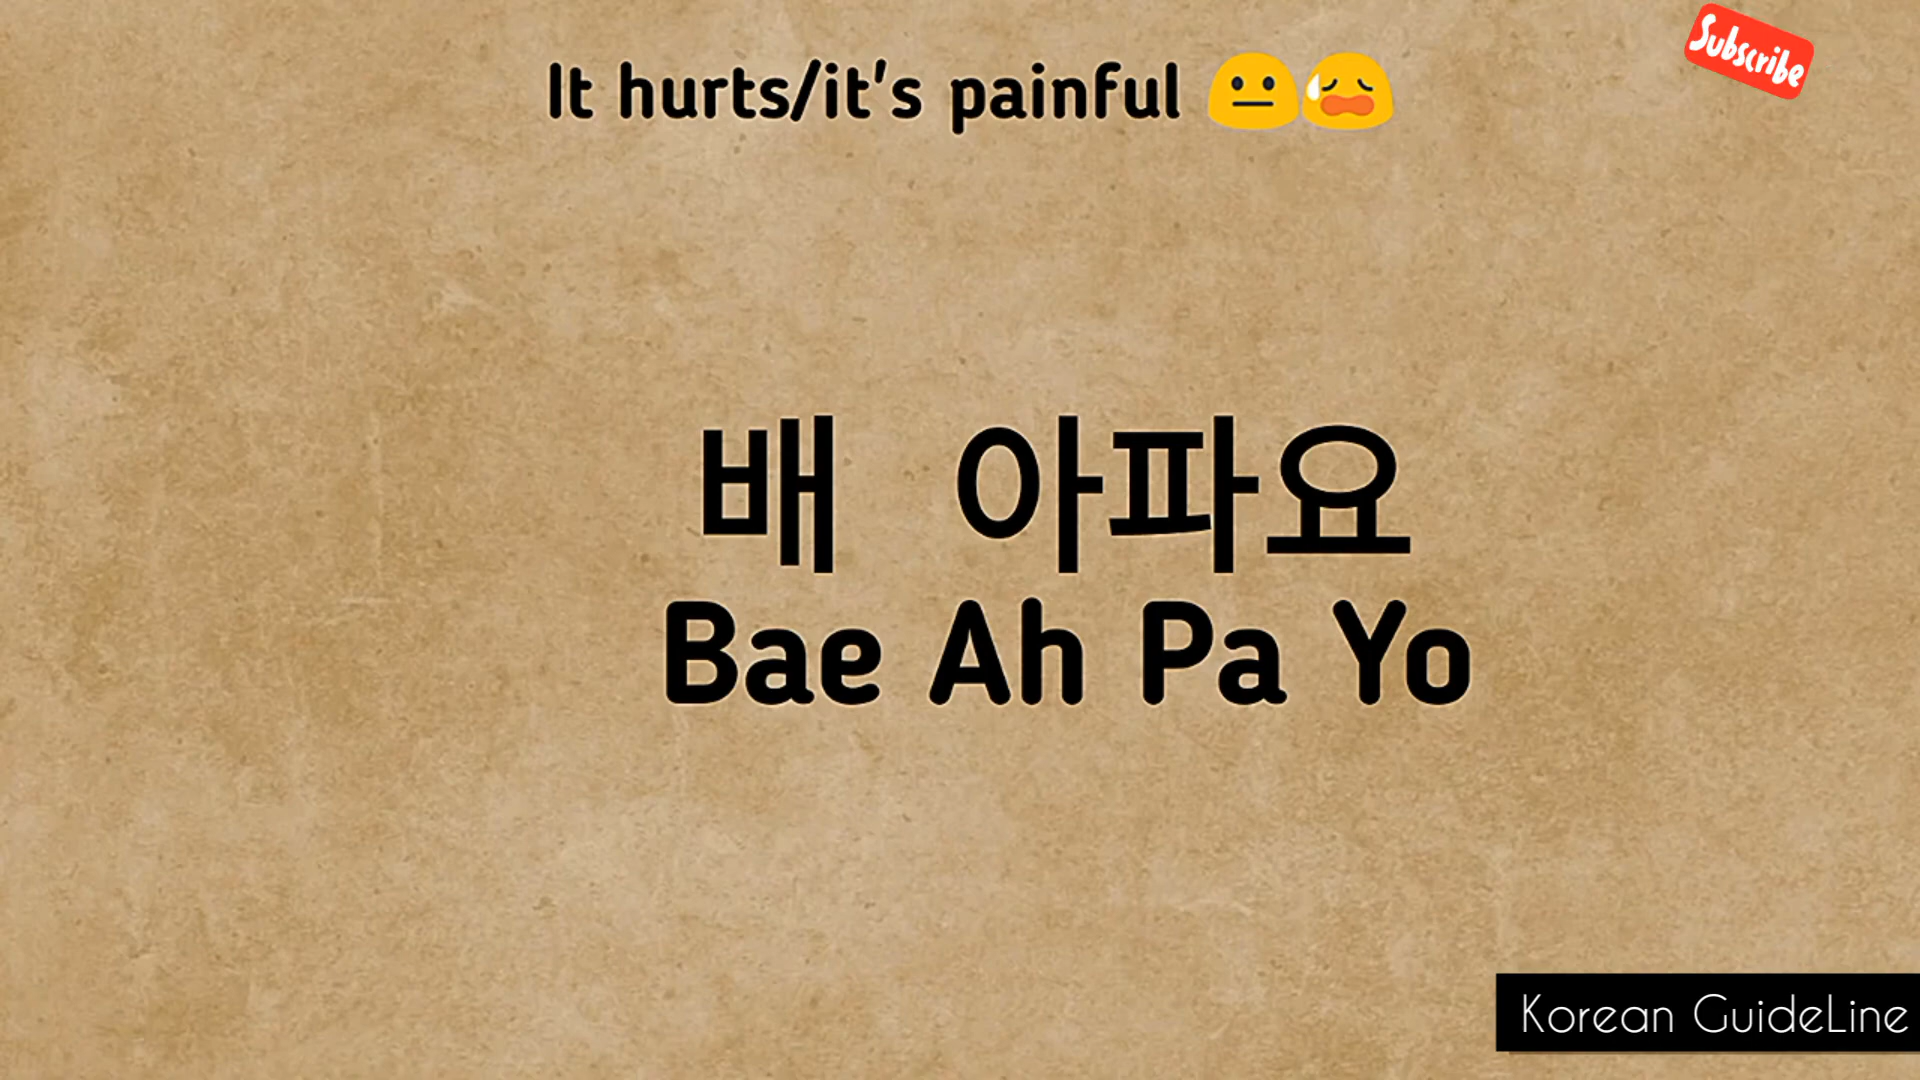 Subscribe
It hurts/it's painful 😐😩
배 아파요
Bae Ah Pa Yo
Korean GuideLine